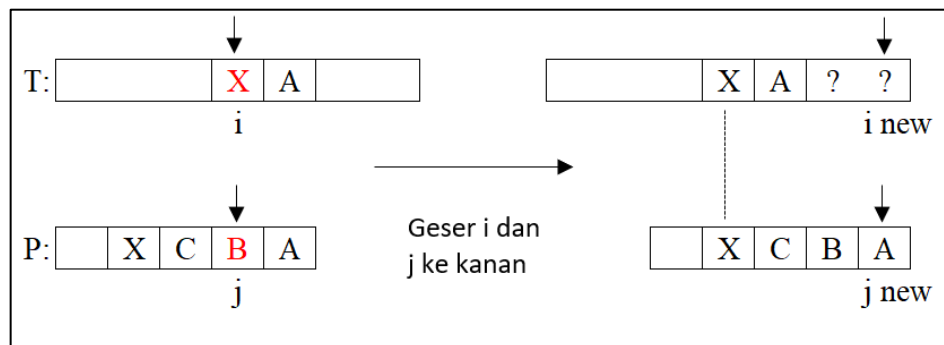 T: X A
i
X A ? ?
i new
P: X C B A
j
Geser i dan
j ke kanan
X C B A
j new